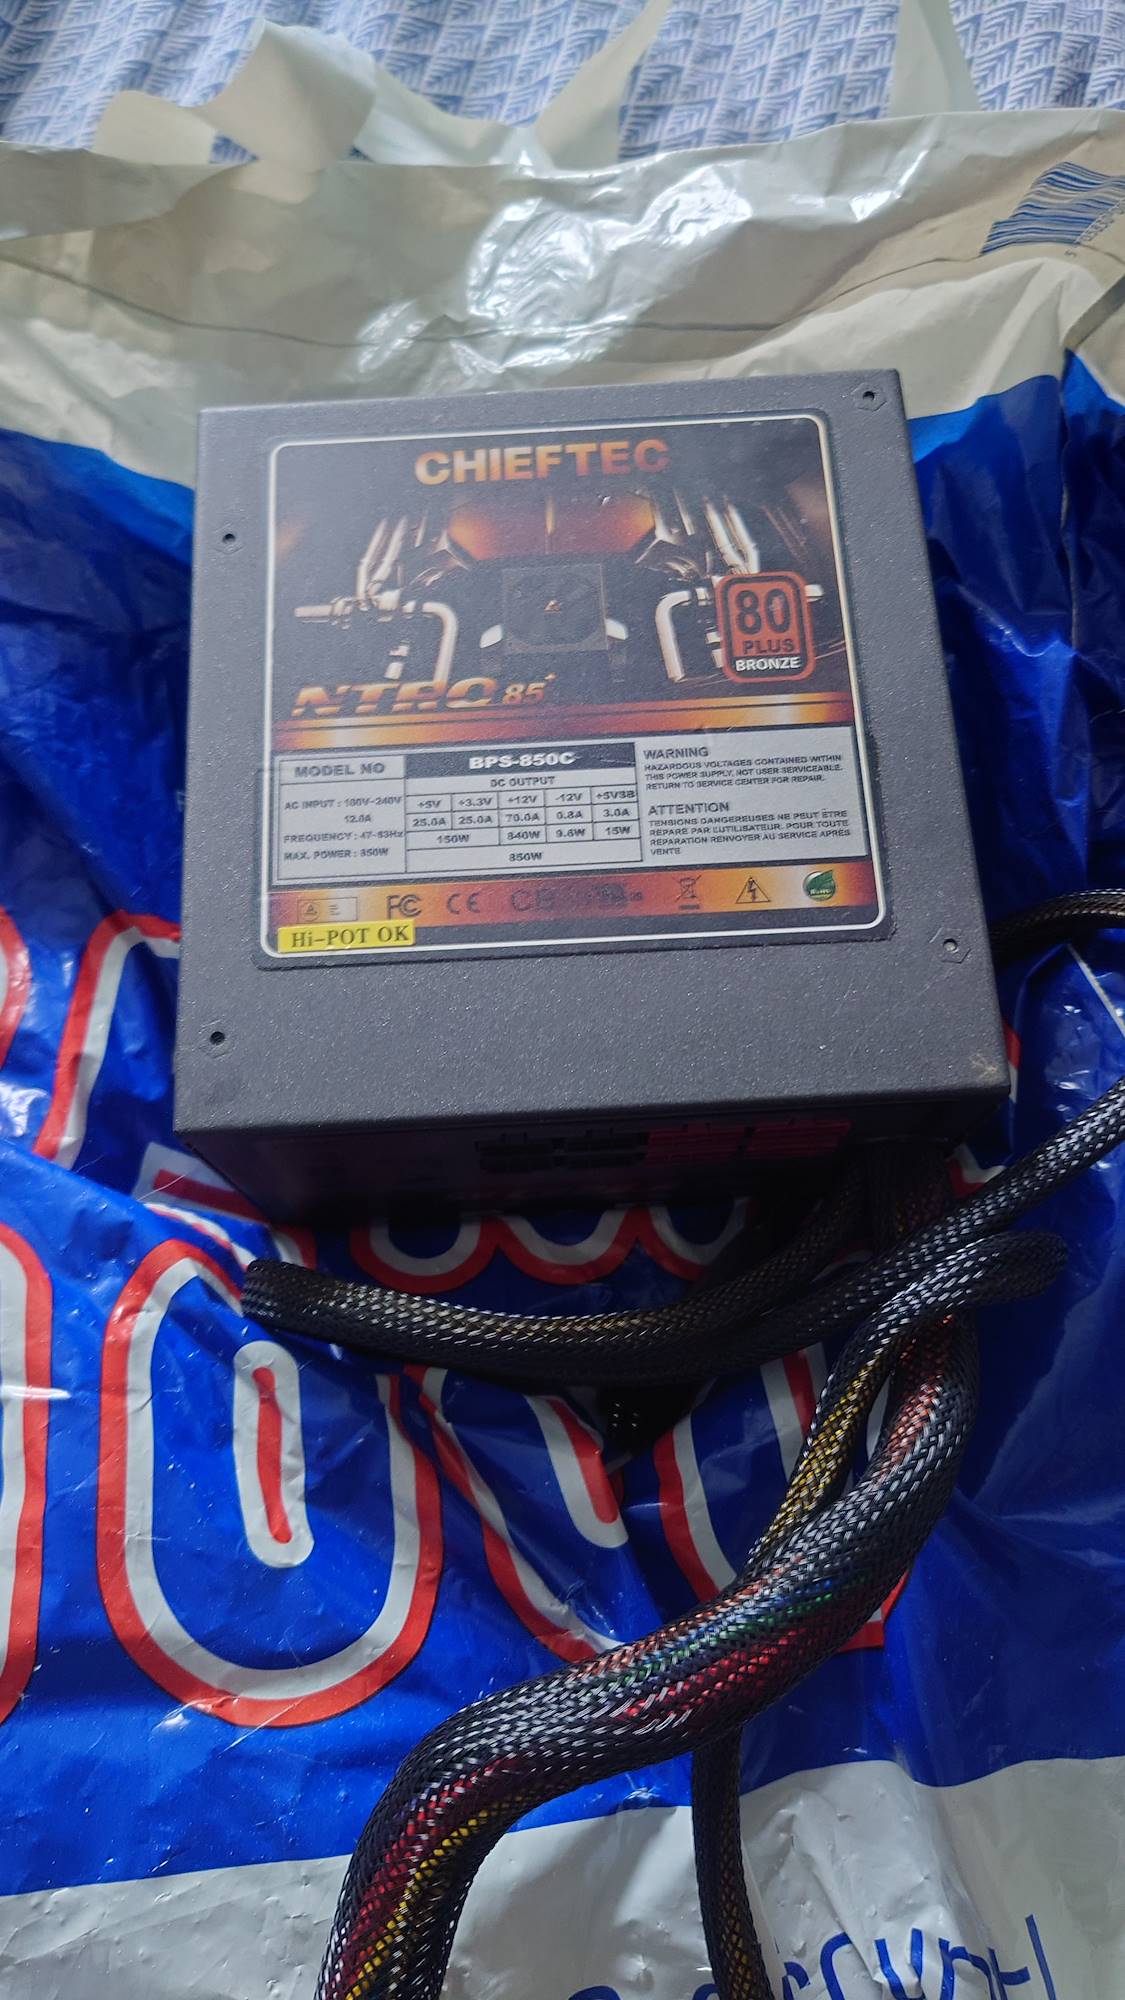 CHIEFTEC
80
PLUS
BRONZE
NITRO 85+
MODEL NO
BPS-850C
DC OUTPUT
AC INPUT : 100V~240V
12.0A
FREQUENCY : 47-63Hz
MAX. POWER : 850W
+5V +3.3V +12V -12V +5VSB
25.0A 25.0A 70.0A 0.8A 3.0A
150W 840W 9.6W 15W
850W
WARNING
HAZARDOUS VOLTAGES CONTAINED WITHIN
THIS POWER SUPPLY, NOT USER SERVICEABLE.
RETURN TO SERVICE CENTER FOR REPAIR.
ATTENTION
TENSIONS DANGEREUSES NE PEUT ÊTRE
REPARE PAR L'UTILISATEUR. POUR TOUTE
REPARATION RENVOYER AU SERVICE APRES
VENTE
FC CE
Hi-POT OK